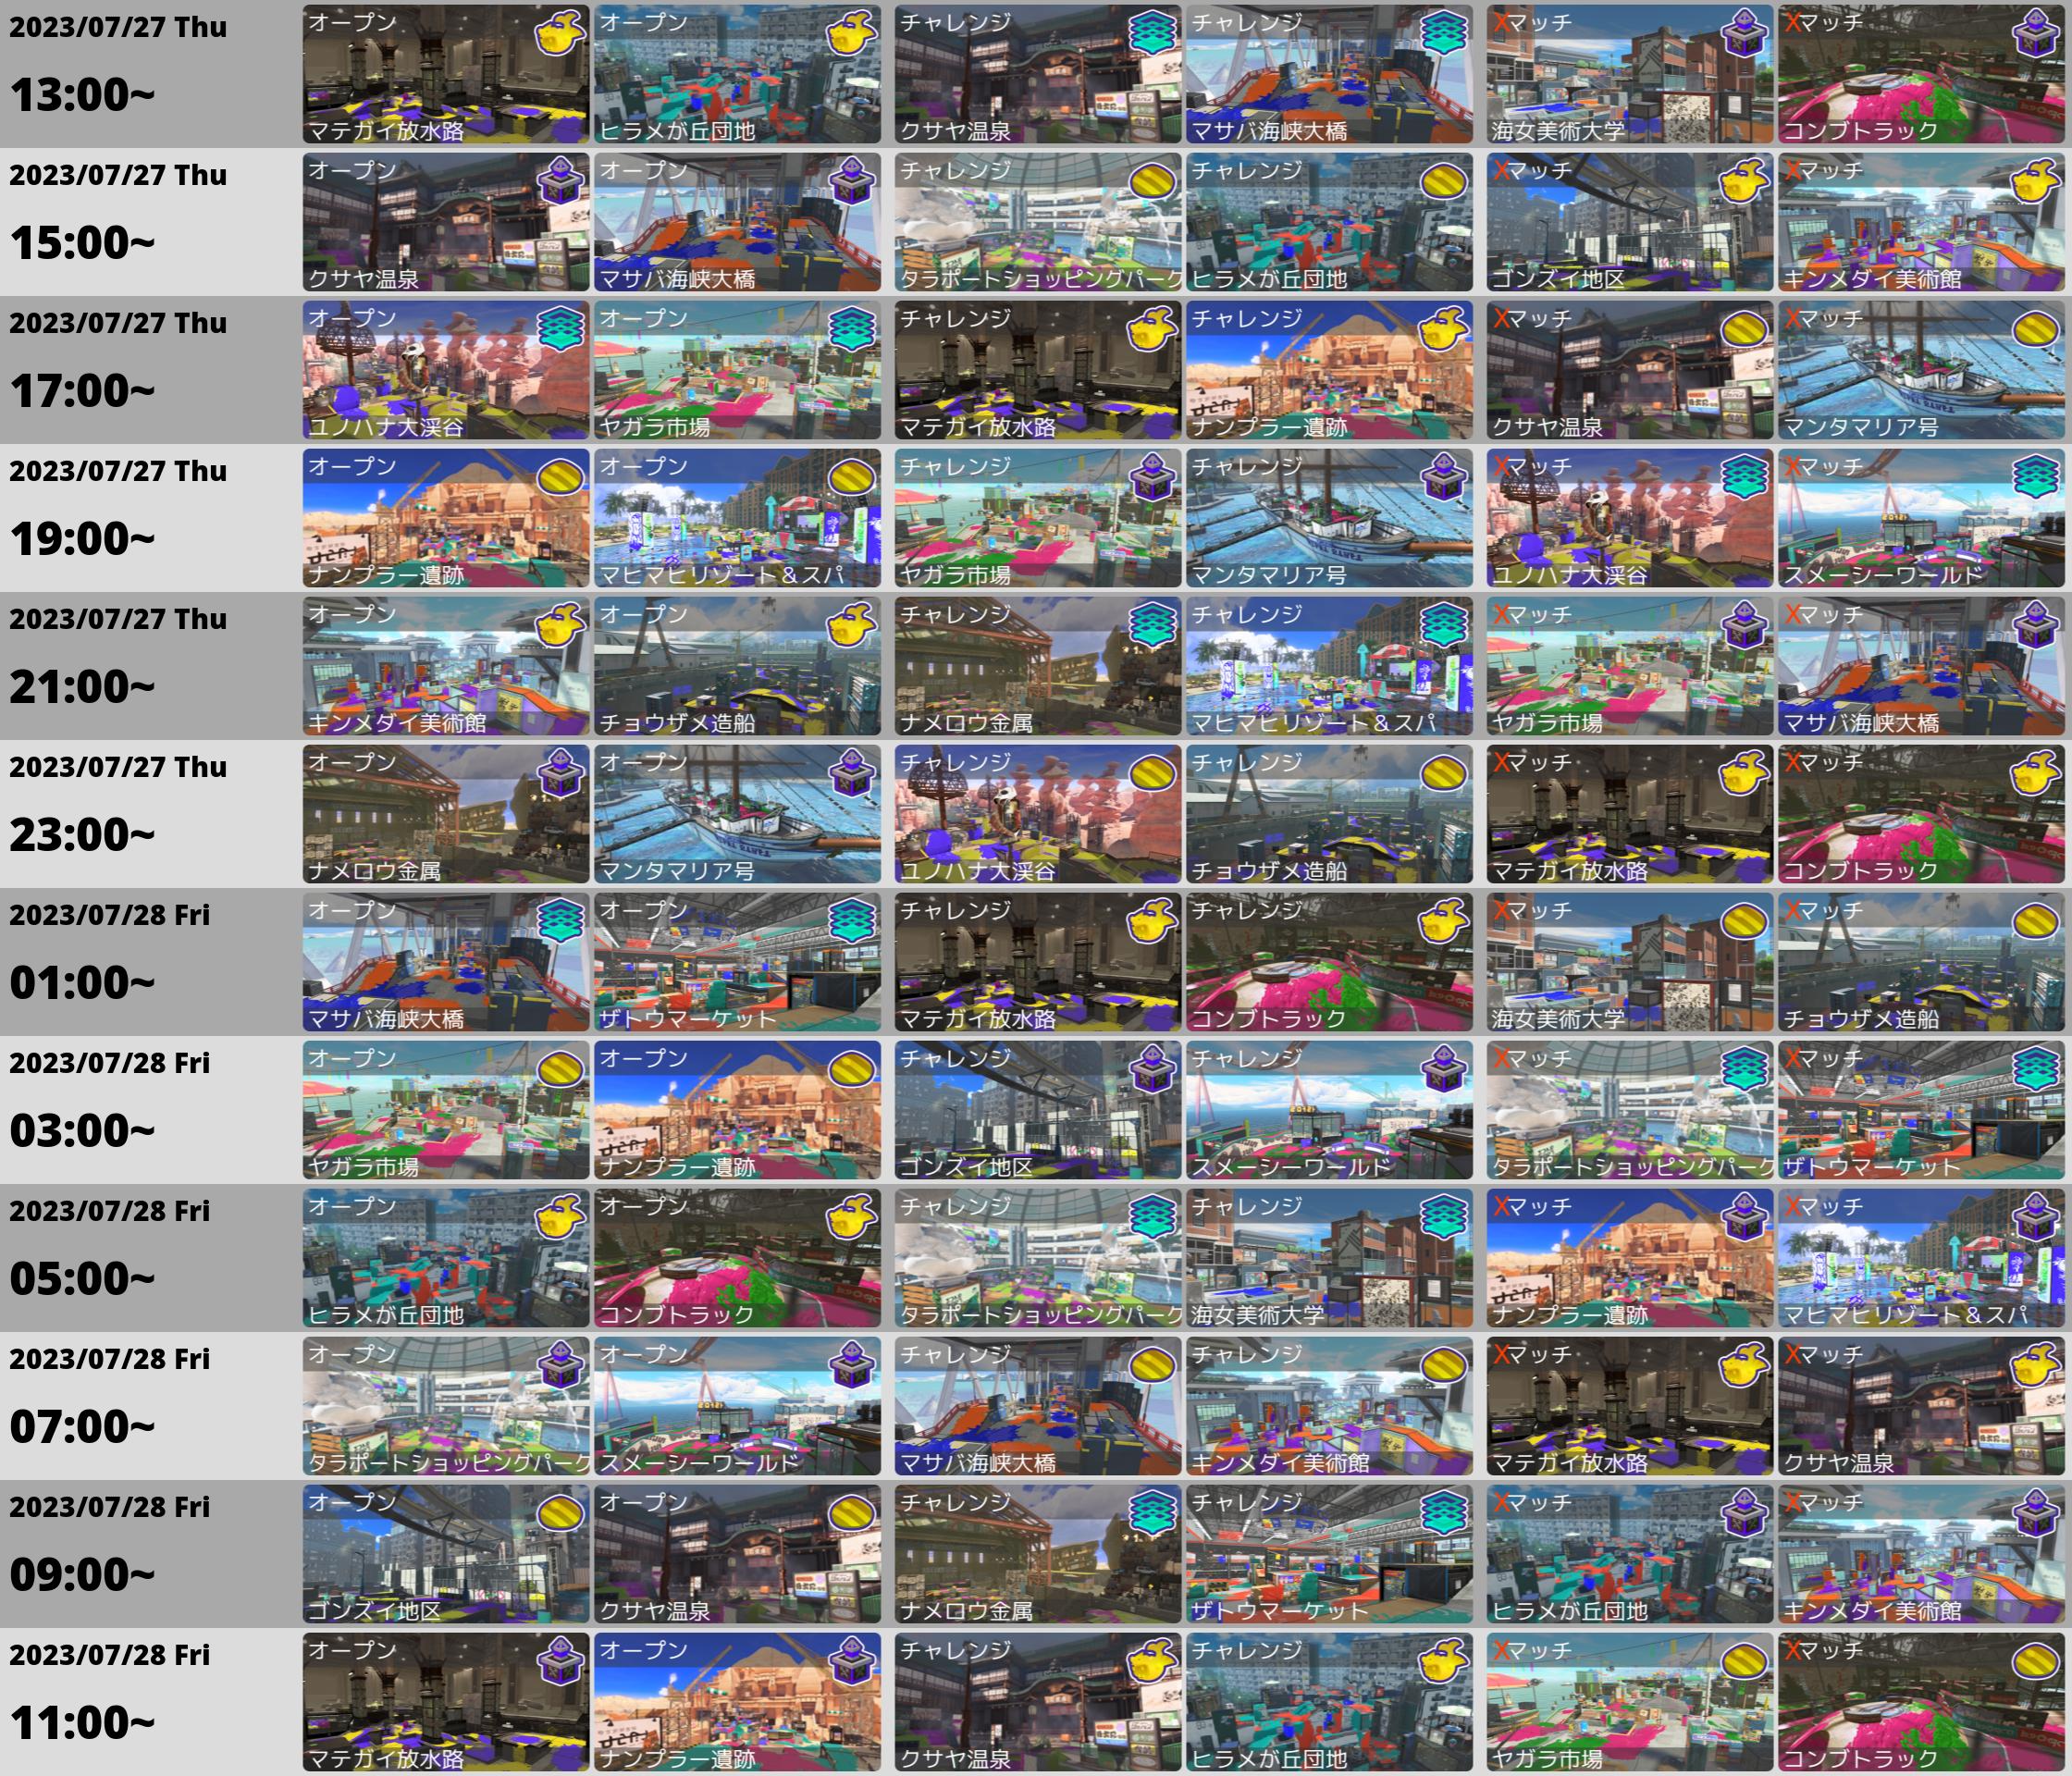 2023/07/27 Thu
13:00~
オープン
マテガイ放水路
オープン
ヒラメが丘団地
チャレンジ
クサヤ温泉
チャレンジ
マサバ海峡大橋
Xマッチ
海女美術大学
Xマッチ
コンブトラック
2023/07/27 Thu
15:00~
オープン
クサヤ温泉
オープン
マサバ海峡大橋
チャレンジ
タラポートショッピングパーク
チャレンジ
ヒラメが丘団地
Xマッチ
ゴンズイ地区
Xマッチ
キンメダイ美術館
2023/07/27 Thu
17:00~
オープン
ユノハナ大渓谷
オープン
ヤガラ市場
チャレンジ
マテガイ放水路
チャレンジ
ナンプラー遺跡
Xマッチ
クサヤ温泉
Xマッチ
マンタマリア号
2023/07/27 Thu
19:00~
オープン
ナンプラー遺跡
オープン
マヒマヒリゾート＆スパ
チャレンジ
ヤガラ市場
チャレンジ
マンタマリア号
Xマッチ
ユノハナ大渓谷
Xマッチ
スメーシーワールド
2023/07/27 Thu
21:00~
オープン
キンメダイ美術館
オープン
チョウザメ造船
チャレンジ
ナメロウ金属
チャレンジ
マヒマヒリゾート＆スパ
Xマッチ
ヤガラ市場
Xマッチ
マサバ海峡大橋
2023/07/27 Thu
23:00~
オープン
ナメロウ金属
オープン
マンタマリア号
チャレンジ
ユノハナ大渓谷
チャレンジ
チョウザメ造船
Xマッチ
マテガイ放水路
Xマッチ
コンブトラック
2023/07/28 Fri
01:00~
オープン
マサバ海峡大橋
オープン
ザトウマーケット
チャレンジ
マテガイ放水路
チャレンジ
コンブトラック
Xマッチ
海女美術大学
Xマッチ
チョウザメ造船
2023/07/28 Fri
03:00~
オープン
ヤガラ市場
オープン
ナンプラー遺跡
チャレンジ
ゴンズイ地区
チャレンジ
スメーシーワールド
Xマッチ
タラポートショッピングパーク
Xマッチ
ザトウマーケット
2023/07/28 Fri
05:00~
オープン
ヒラメが丘団地
オープン
コンブトラック
チャレンジ
タラポートショッピングパーク
チャレンジ
海女美術大学
Xマッチ
ナンプラー遺跡
Xマッチ
マヒマヒリゾート＆スパ
2023/07/28 Fri
07:00~
オープン
タラポートショッピングパーク
オープン
スメーシーワールド
チャレンジ
マサバ海峡大橋
チャレンジ
キンメダイ美術館
Xマッチ
マテガイ放水路
Xマッチ
クサヤ温泉
2023/07/28 Fri
09:00~
オープン
ゴンズイ地区
オープン
クサヤ温泉
チャレンジ
ナメロウ金属
チャレンジ
ザトウマーケット
Xマッチ
ヒラメが丘団地
Xマッチ
キンメダイ美術館
2023/07/28 Fri
11:00~
オープン
マテガイ放水路
オープン
ナンプラー遺跡
チャレンジ
クサヤ温泉
チャレンジ
ヒラメが丘団地
Xマッチ
ヤガラ市場
Xマッチ
コンブトラック